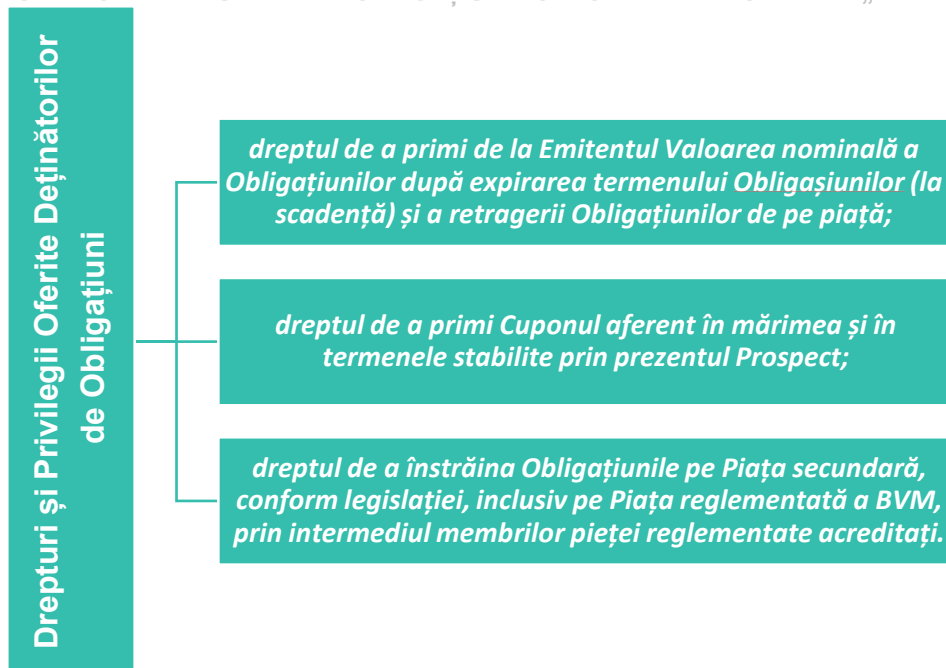 Drepturi și Privilegii Oferite Deținătorilor
de Obligațiuni
dreptul de a primi de la Emitentul Valoarea nominală a
Obligațiunilor după expirarea termenului Obligașiunilor (la
scadență) și a retragerii Obligațiunilor de pe piață;
dreptul de a primi Cuponul aferent în mărimea și în
termenele stabilite prin prezentul Prospect;
dreptul de a înstrăina Obligațiunile pe Piața secundară,
conform legislației, inclusiv pe Piața reglementată a BVM,
prin intermediul membrilor pieței reglementate acreditați.